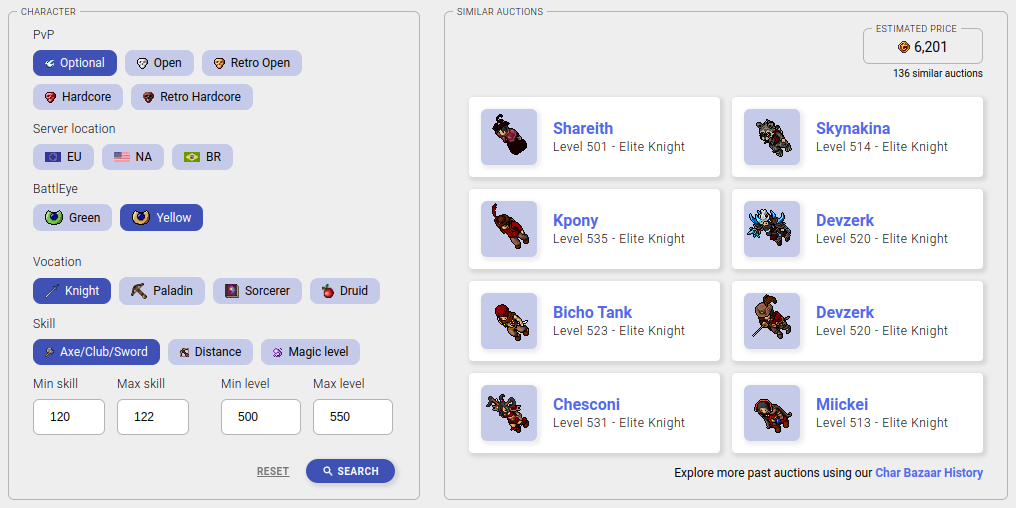 CHARACTER
PvP
Optional
Open
Retro Open
Hardcore
Retro Hardcore
Server location
EU
NA
BR
BattlEye
Green
Yellow
Vocation
Knight
Paladin
Sorcerer
Druid
Skill
Axe/Club/Sword
Distance
Magic level
Min skill
Max skill
Min level
Max level
120
122
500
550
RESET
SEARCH
SIMILAR AUCTIONS
ESTIMATED PRICE
6,201
136 similar auctions
Shareith
Level 501 - Elite Knight
Skynakina
Level 514 - Elite Knight
Kpony
Level 535 - Elite Knight
Devzerk
Level 520 - Elite Knight
Bicho Tank
Level 523 - Elite Knight
Devzerk
Level 520 - Elite Knight
Chesconi
Level 531 - Elite Knight
Miickei
Level 513 - Elite Knight
Explore more past auctions using our Char Bazaar History